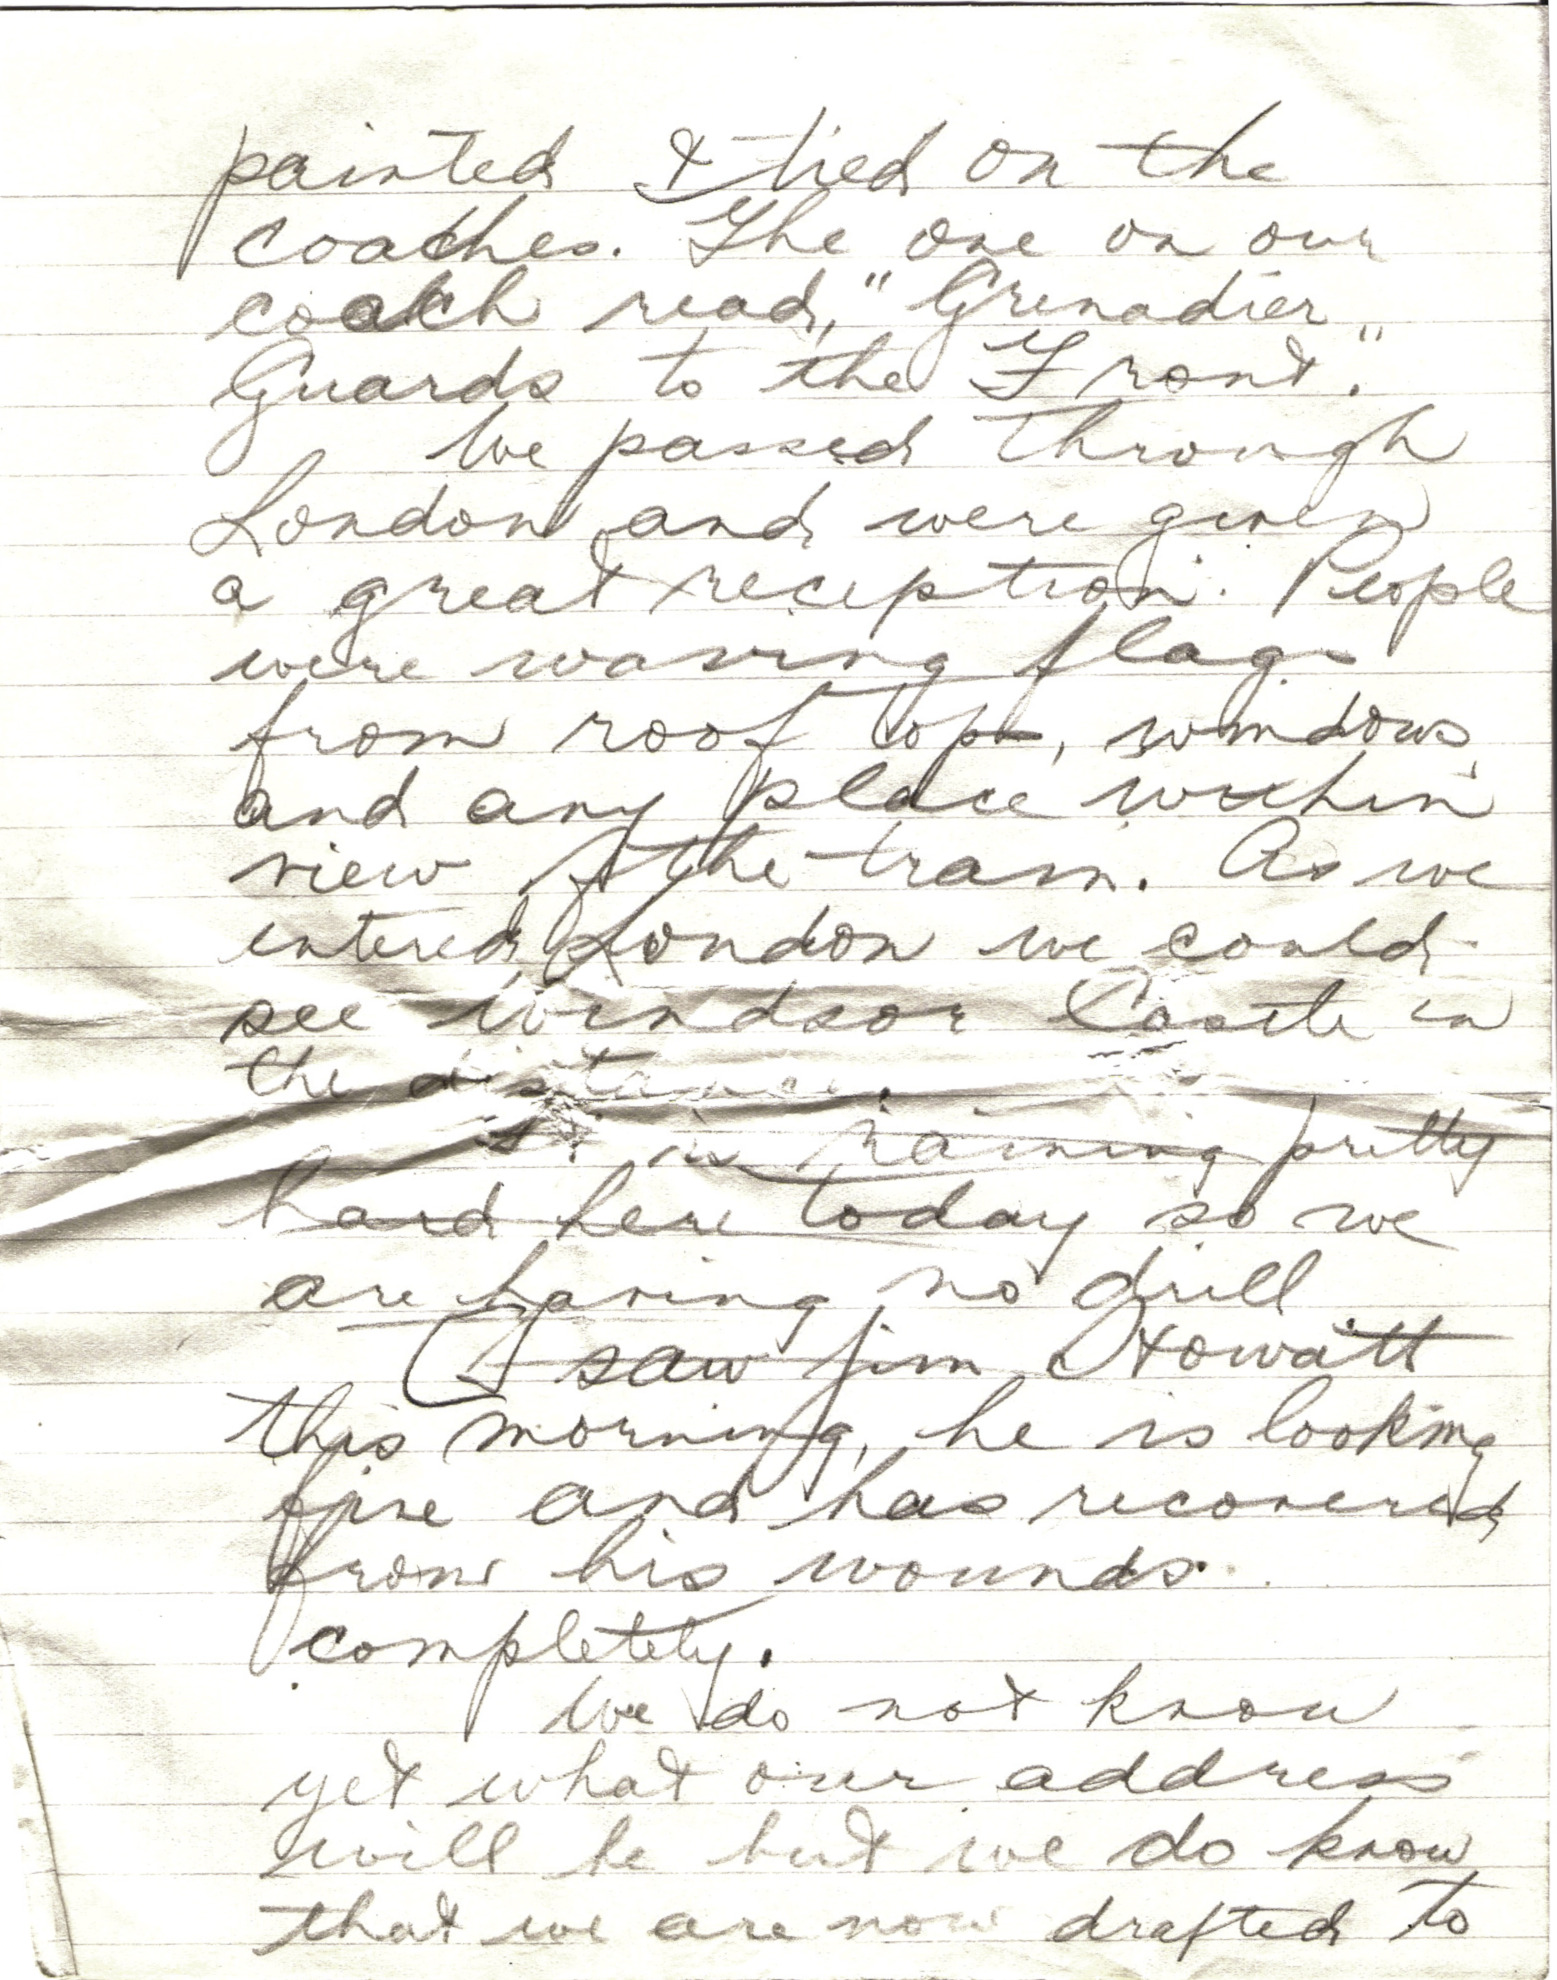 painted & tied on the
coaches. The one on our
coach read, "Grenadier
Guards to the Front."
We passed through
London and were given
a great reception. People
were waving flags
from roof tops, windows,
and any place within
view of the train. As we
entered London we could
see Windsor Castle in
the distance.
It is raining pretty
hard here today so we
are having no drill
I saw Jim Howatt
this morning, he is looking
fine and has recovered
from his wounds.
completely.
We do not know
yet what our address
will be but we do know
that we are now drafted to